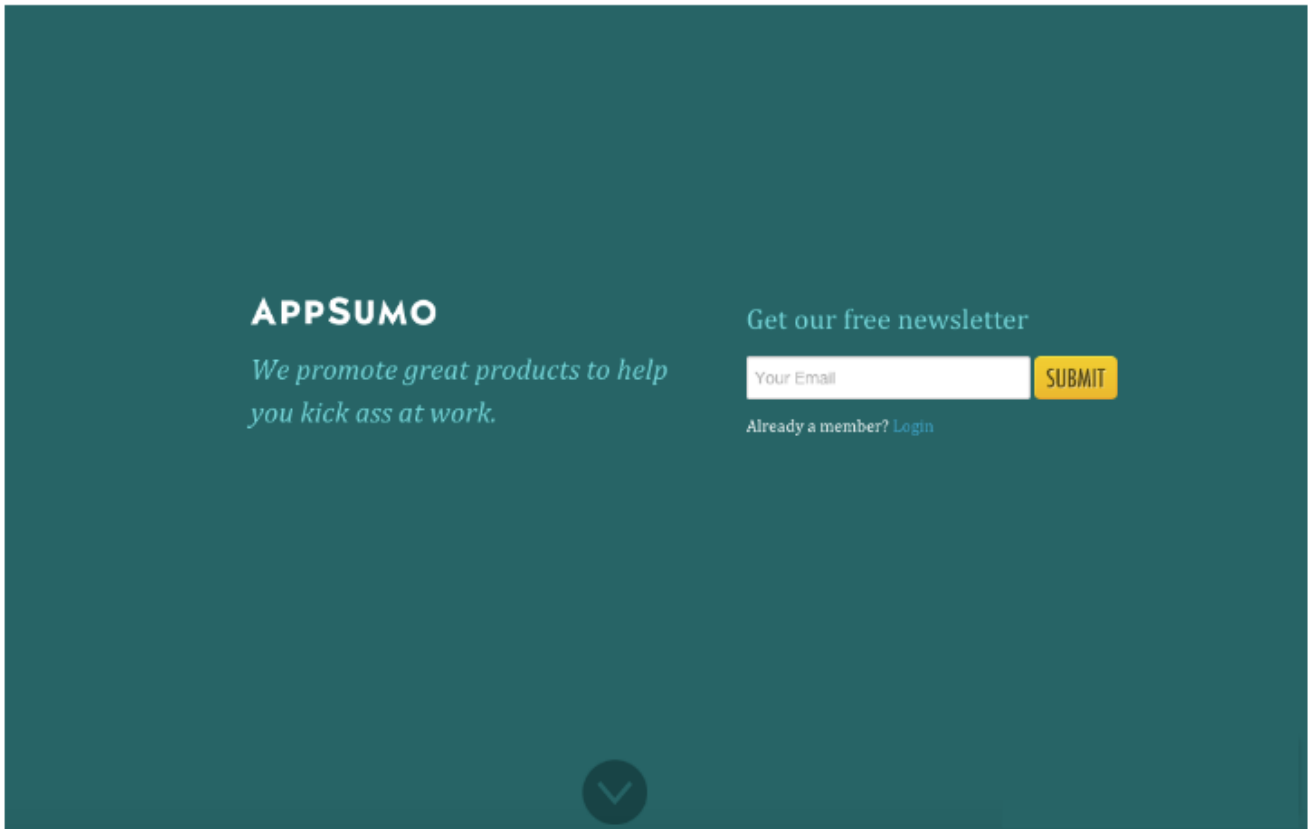 APPSUMO
We promote great products to help
you kick ass at work.
Get our free newsletter
Your Email
SUBMIT
Already a member? Login